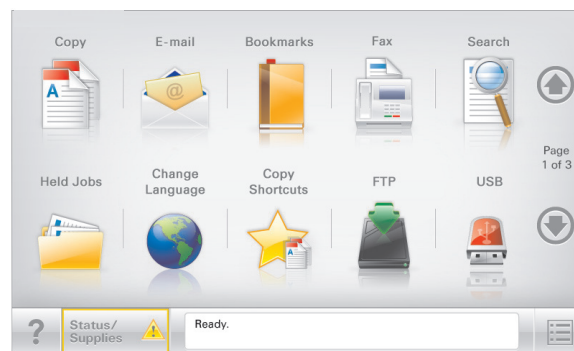 Copy
E-mail
Bookmarks
Fax
Search
A
@
Page
1 of 3
Held Jobs
Change
Language
Copy
Shortcuts
FTP
USB
A
?
Status/
Supplies
Ready.